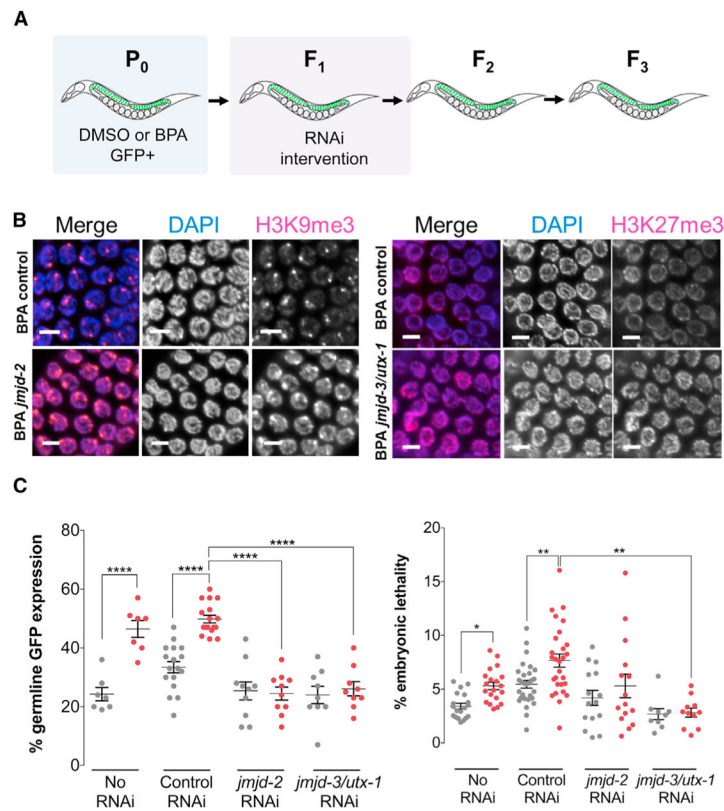 A
P0
F1
F2
F3
DMSO or BPA
GFP+
RNAi
intervention
B
Merge DAPI H3K9me3
Merge DAPI H3K27me3
BPA control
BPA jmjd-2
BPA control
BPA jmjd-3/utx-1
C
% germline GFP expression
80
60
40
20
0
****
****
****
****
No
RNAi
Control
RNAi
jmjd-2
RNAi
jmjd-3/utx-1
RNAi
% embryonic lethality
20
15
10
5
0
*
**
**
No
RNAi
Control
RNAi
jmjd-2
RNAi
jmjd-3/utx-1
RNAi